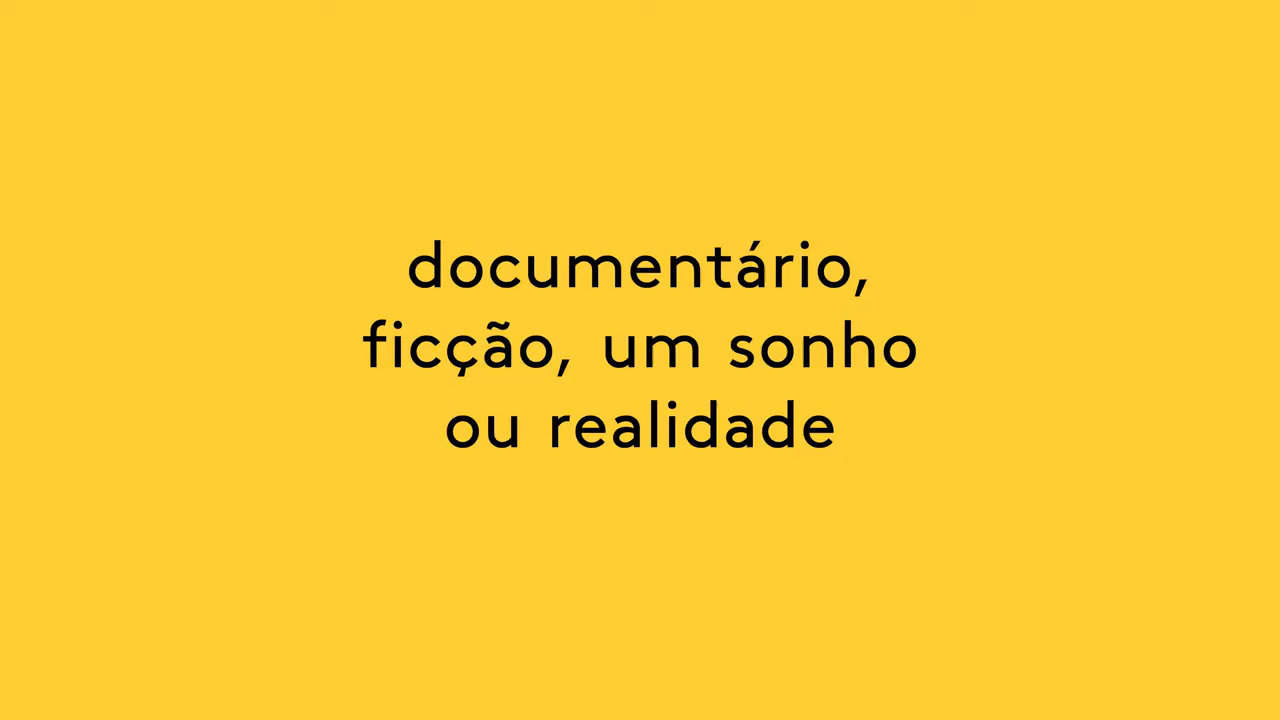 documentário,
ficção, um sonho
ou realidade